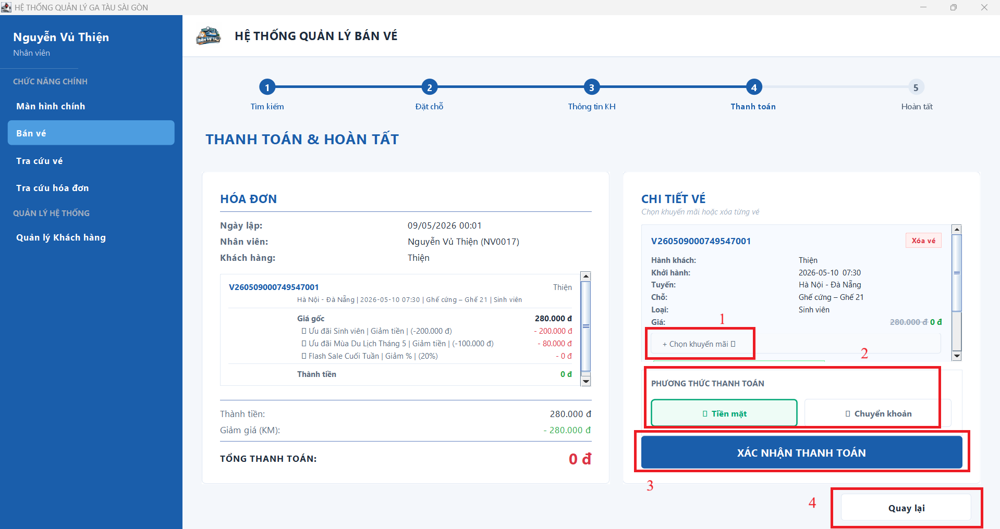 HỆ THỐNG QUẢN LÝ GA TÀU SÀI GÒN
Nguyễn Vủ Thiện
Nhân viên
CHỨC NĂNG CHÍNH
Màn hình chính
Bán vé
Tra cứu vé
Tra cứu hóa đơn
QUẢN LÝ HỆ THỐNG
Quản lý Khách hàng
BÁN VÉ TÀU
HỆ THỐNG QUẢN LÝ BÁN VÉ
1 2 3 4 5
Tìm kiếm Đặt chỗ Thông tin KH Thanh toán Hoàn tất
THANH TOÁN & HOÀN TẤT
HÓA ĐƠN
Ngày lập: 09/05/2026 00:01
Nhân viên: Nguyễn Vủ Thiện (NV0017)
Khách hàng: Thiện
V260509000749547001 Thiện
Hà Nội - Đà Nẵng | 2026-05-10 07:30 | Ghế cứng – Ghế 21 | Sinh viên
Giá gốc 280.000 đ
Ưu đãi Sinh viên | Giảm tiền | (-200.000 đ) - 200.000 đ
Ưu đãi Mùa Du Lịch Tháng 5 | Giảm tiền | (-100.000 đ) - 80.000 đ
Flash Sale Cuối Tuần | Giảm % | (20%) - 0 đ
Thành tiền 0 đ
Thành tiền: 280.000 đ
Giảm giá (KM): - 280.000 đ
TỔNG THANH TOÁN: 0 đ
CHI TIẾT VÉ
Chọn khuyến mãi hoặc xóa từng vé
V260509000749547001 Xóa vé
Hành khách: Thiện
Khởi hành: 2026-05-10 07:30
Tuyến: Hà Nội - Đà Nẵng
Chỗ: Ghế cứng – Ghế 21
Loại: Sinh viên
Giá: 280.000 đ 0 đ
1
+ Chọn khuyến mãi
2
PHƯƠNG THỨC THANH TOÁN
Tiền mặt Chuyển khoản
XÁC NHẬN THANH TOÁN
3
4
Quay lại